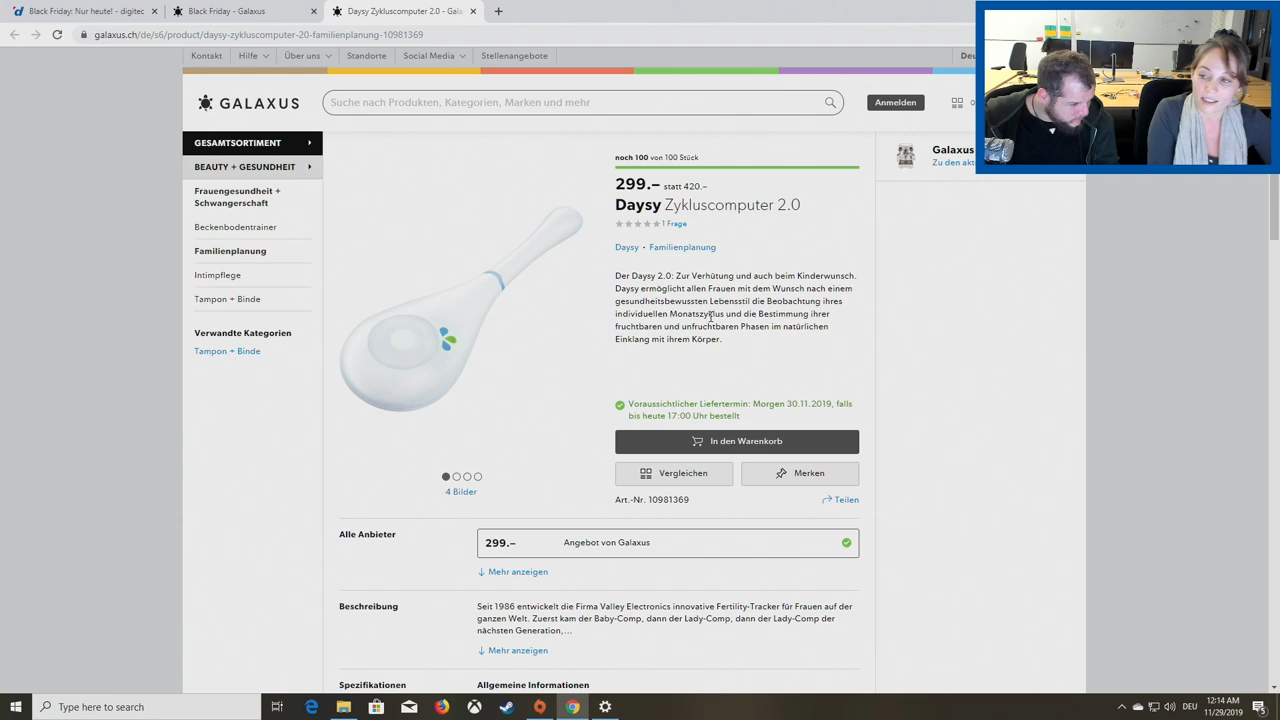 Black Friday: Nur heute! - digitec
Black Friday - Galaxus
Daysy Zykluscomputer 2.0 - Gala
galaxus.ch/de/s6/product/daysy-zykluscomputer-20-familienplanung-10981369
Kontakt Hilfe Über uns Standorte Social Media Stellenangebote Deu
GALAXUS
Suche nach Produkten, Kategorien, Marken und mehr
Anmelden
0
GESAMTSORTIMENT
BEAUTY + GESUNDHEIT
Frauengesundheit +
Schwangerschaft
Beckenbodentrainer
Familienplanung
Intimpflege
Tampon + Binde
Verwandte Kategorien
Tampon + Binde
4 Bilder
noch 100 von 100 Stück
299.– statt 420.–
Daysy Zykluscomputer 2.0
1 Frage
Daysy • Familienplanung
Der Daysy 2.0: Zur Verhütung und auch beim Kinderwunsch.
Daysy ermöglicht allen Frauen mit dem Wunsch nach einem
gesundheitsbewussten Lebensstil die Beobachtung ihres
individuellen Monatszyklus und die Bestimmung ihrer
fruchtbaren und unfruchtbaren Phasen im natürlichen
Einklang mit ihrem Körper.
Voraussichtlicher Liefertermin: Morgen 30.11.2019, falls
bis heute 17:00 Uhr bestellt
In den Warenkorb
Vergleichen Merken
Art.-Nr. 10981369 Teilen
Galaxus
Zu den akt
Alle Anbieter
299.– Angebot von Galaxus
Mehr anzeigen
Beschreibung
Seit 1986 entwickelt die Firma Valley Electronics innovative Fertility-Tracker für Frauen auf der
ganzen Welt. Zuerst kam der Baby-Comp, dann der Lady-Comp, dann der Lady-Comp der
nächsten Generation,...
Mehr anzeigen
Spezifikationen Allgemeine Informationen
Type here to search
DEU
12:14 AM
11/29/2019
5